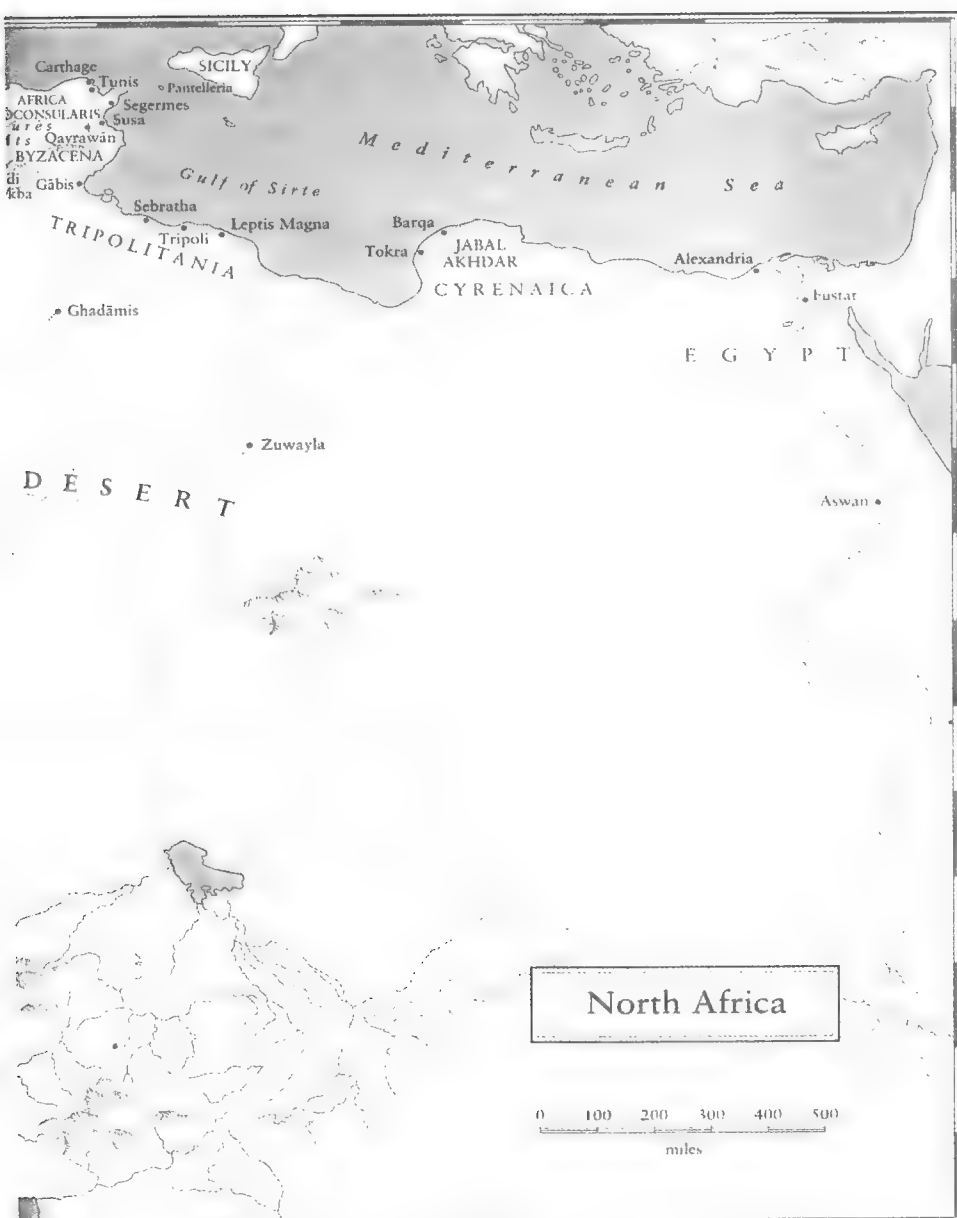 Carthage
Tunis
SICILY
Pantelleria
AFRICA
OCONSULARIS
Segermes
Susa
Qayrawān
BYZACENA
Gābis
Mediterranean Sea
Gulf of Sirte
Sebratha
Tripoli
Leptis Magna
TRIPOLITANIA
Barqa
Tokra
JABAL
AKHDAR
CYRENAICA
Alexandria
Fustat
EGYPT
Ghadāmis
Zuwayla
DESERT
Aswan
North Africa
0 100 200 300 400 500
miles